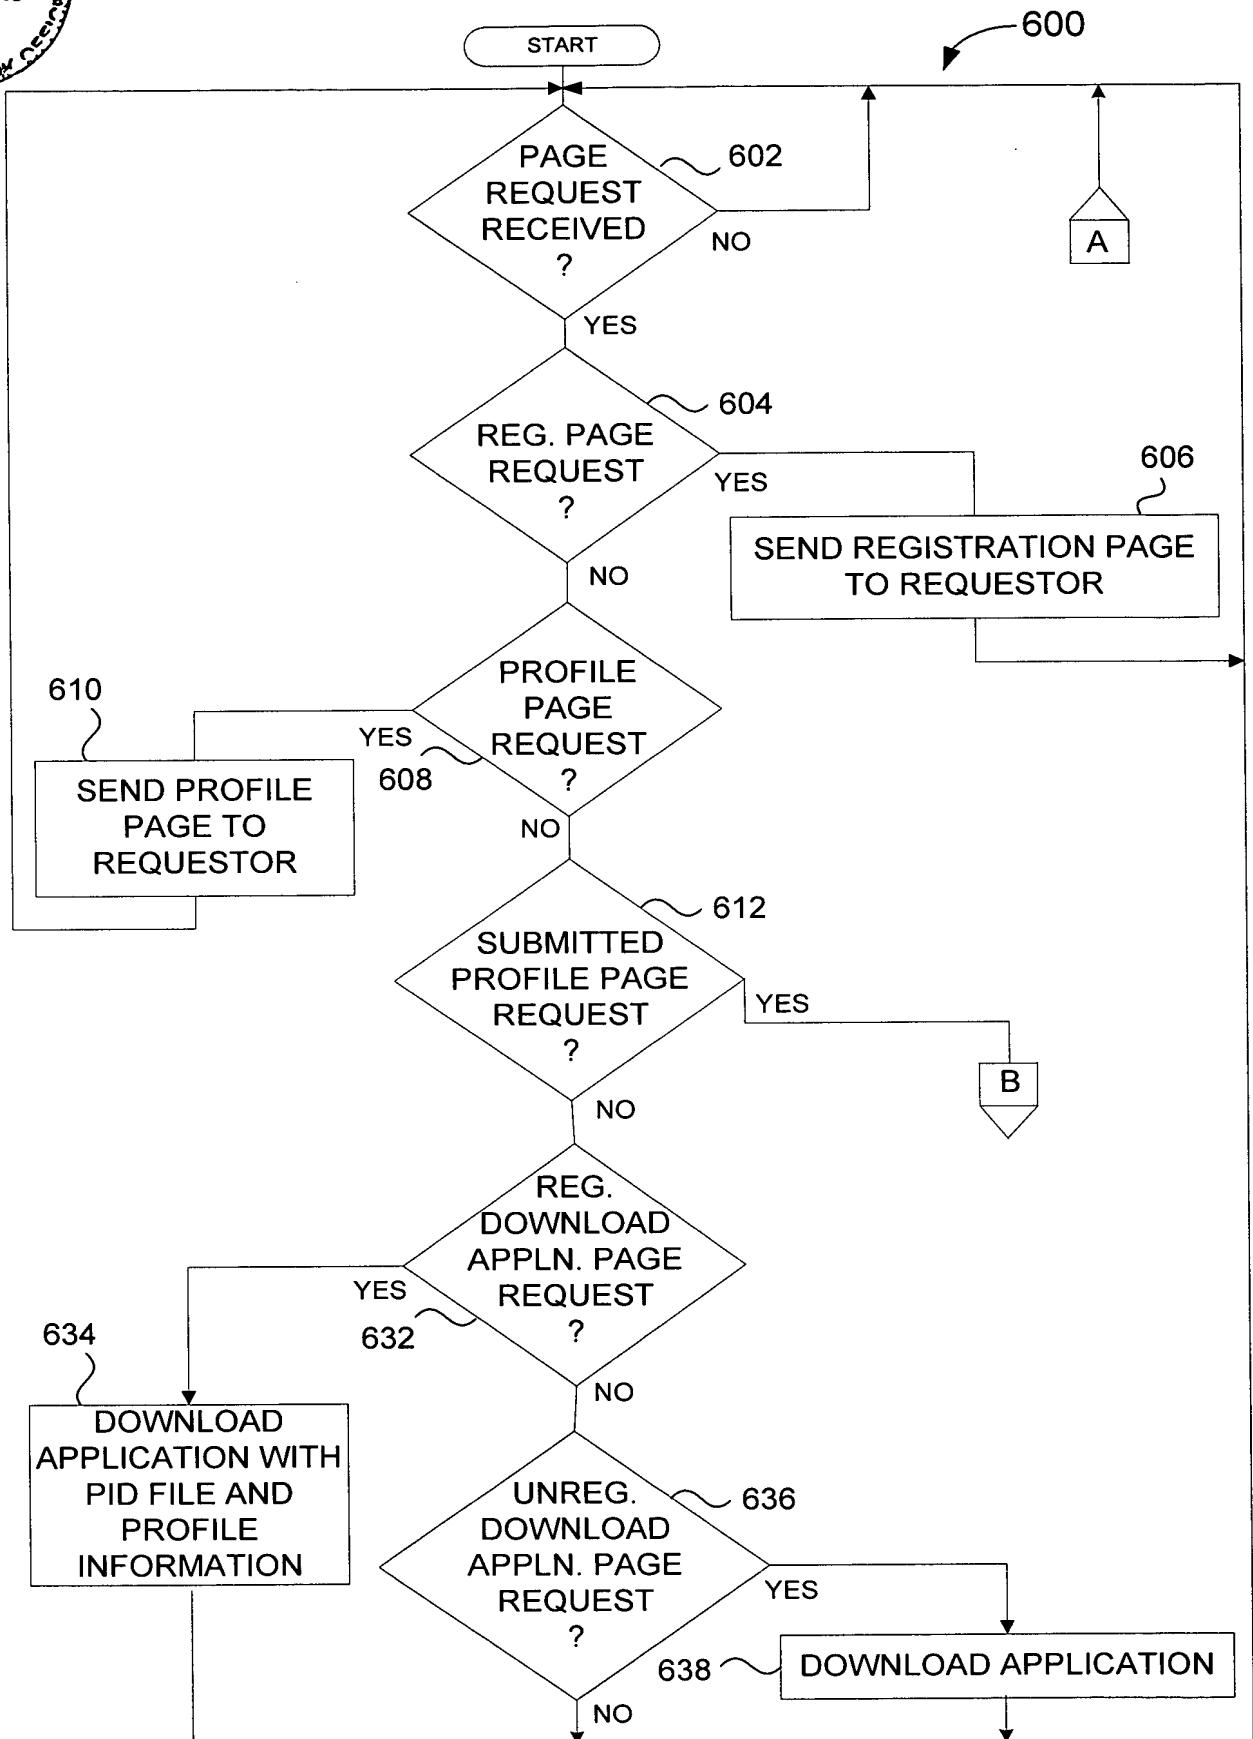 START
600
PAGE
REQUEST
RECEIVED
?
602
NO
A
YES
REG. PAGE
REQUEST
?
604
YES
606
SEND REGISTRATION PAGE
TO REQUESTOR
NO
PROFILE
PAGE
REQUEST
?
610
YES
608
SEND PROFILE
PAGE TO
REQUESTOR
NO
612
SUBMITTED
PROFILE PAGE
REQUEST
?
YES
B
NO
REG.
DOWNLOAD
APPLN. PAGE
REQUEST
?
YES
632
634
DOWNLOAD
APPLICATION WITH
PID FILE AND
PROFILE
INFORMATION
NO
UNREG.
DOWNLOAD
APPLN. PAGE
REQUEST
?
636
YES
638
DOWNLOAD APPLICATION
NO